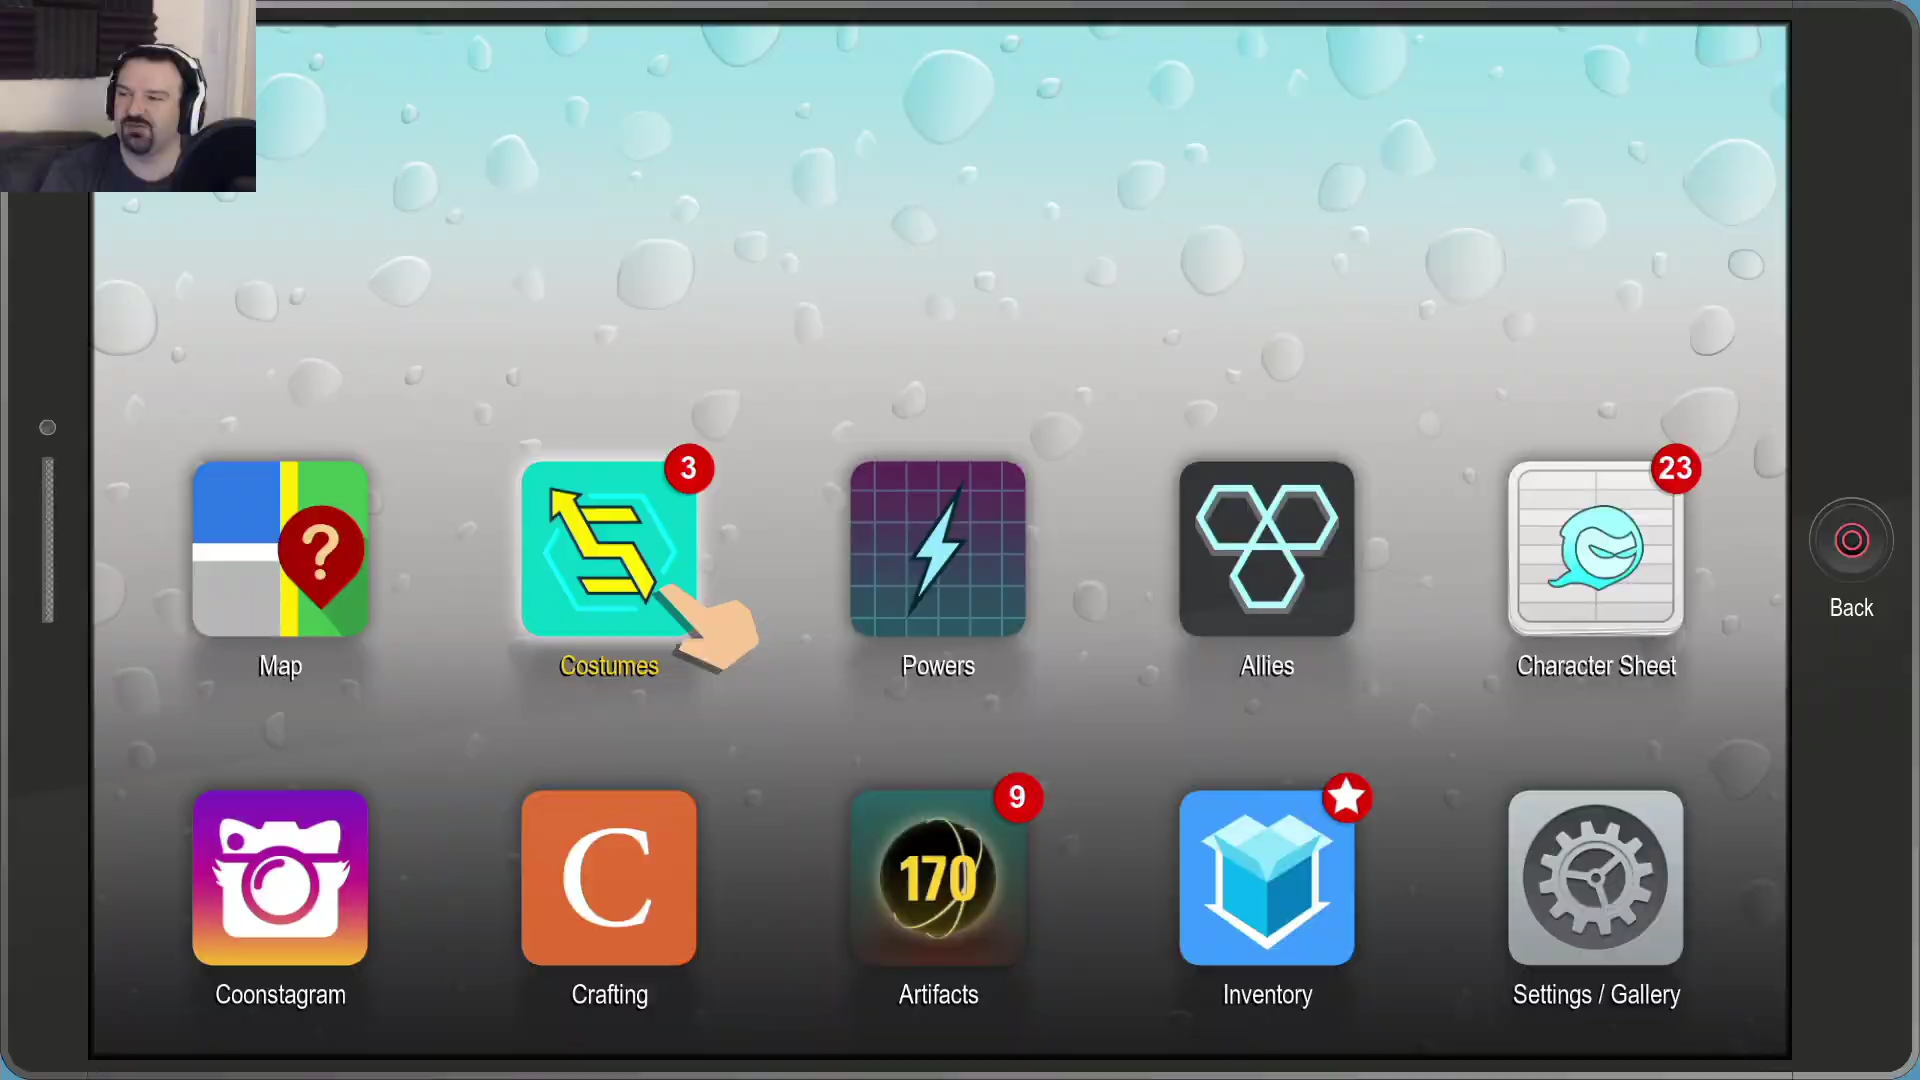 3
23
?
Map
Costumes
Powers
Allies
Character Sheet
Back
9
C
170
Coonstagram
Crafting
Artifacts
Inventory
Settings / Gallery